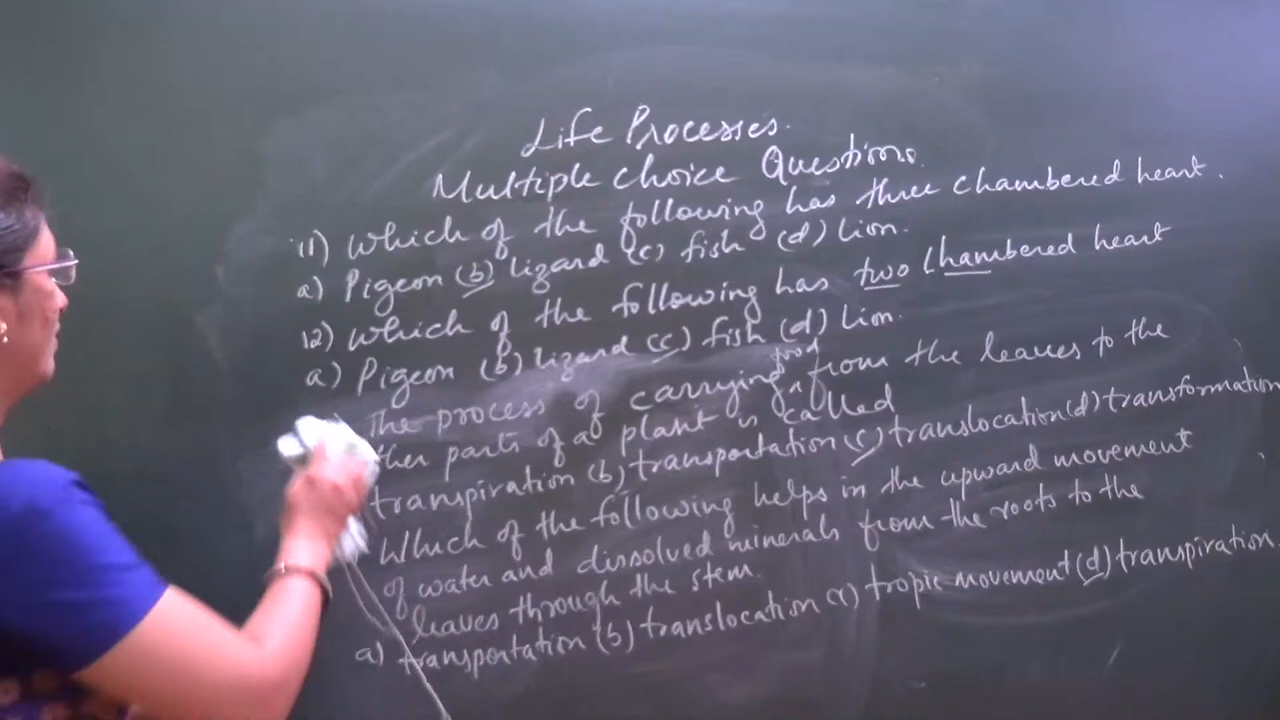 Life Processes.
Multiple choice Questions.
11) Which of the following has three chambered heart.
a) Pigeon (b) lizard (c) fish (d) Lion.
12) Which of the following has two chambered heart
a) Pigeon (b) lizard (c) fish (d) Lion.
The process of carrying food from the leaves to the
ther parts of a plant is called
transpiration (b) transportation (c) translocation (d) transformation
Which of the following helps in the upward movement
of water and dissolved minerals from the roots to the
leaves through the stem.
a) transportation (b) translocation (c) tropic movement (d) transpiration.